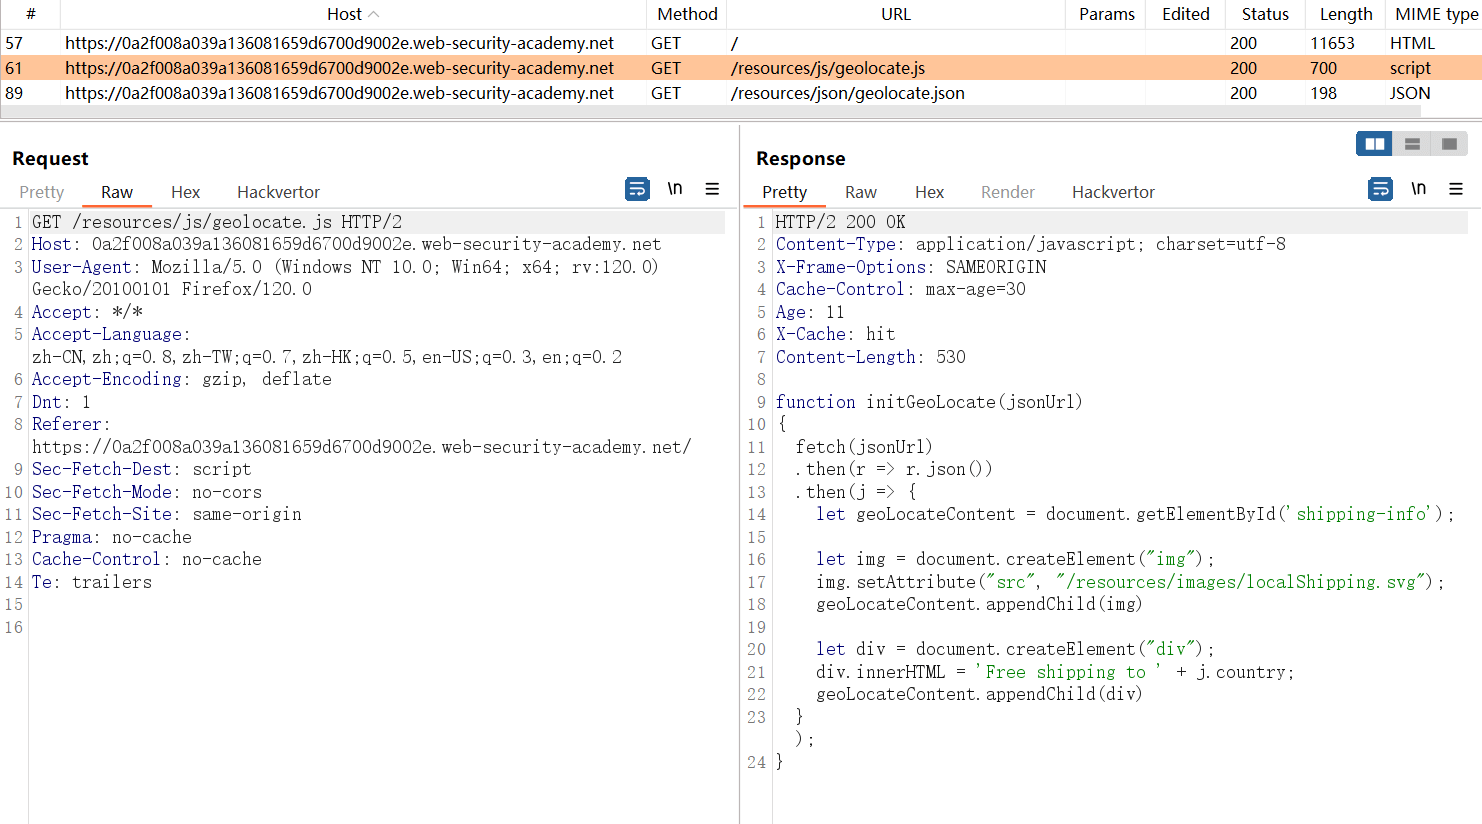 # Host Method URL Params Edited Status Length MIME type
57 https://0a2f008a039a136081659d6700d9002e.web-security-academy.net GET / 200 11653 HTML
61 https://0a2f008a039a136081659d6700d9002e.web-security-academy.net GET /resources/js/geolocate.js 200 700 script
89 https://0a2f008a039a136081659d6700d9002e.web-security-academy.net GET /resources/json/geolocate.json 200 198 JSON
Request
Pretty Raw Hex Hackvertor \n
1 GET /resources/js/geolocate.js HTTP/2
2 Host: 0a2f008a039a136081659d6700d9002e.web-security-academy.net
3 User-Agent: Mozilla/5.0 (Windows NT 10.0; Win64; x64; rv:120.0)
Gecko/20100101 Firefox/120.0
4 Accept: */*
5 Accept-Language:
zh-CN,zh;q=0.8,zh-TW;q=0.7,zh-HK;q=0.5,en-US;q=0.3,en;q=0.2
6 Accept-Encoding: gzip, deflate
7 Dnt: 1
8 Referer:
https://0a2f008a039a136081659d6700d9002e.web-security-academy.net/
9 Sec-Fetch-Dest: script
10 Sec-Fetch-Mode: no-cors
11 Sec-Fetch-Site: same-origin
12 Pragma: no-cache
13 Cache-Control: no-cache
14 Te: trailers
15
16
Response
Pretty Raw Hex Render Hackvertor \n
1 HTTP/2 200 OK
2 Content-Type: application/javascript; charset=utf-8
3 X-Frame-Options: SAMEORIGIN
4 Cache-Control: max-age=30
5 Age: 11
6 X-Cache: hit
7 Content-Length: 530
8
9 function initGeoLocate(jsonUrl)
10 {
11 fetch(jsonUrl)
12 .then(r => r.json())
13 .then(j => {
14 let geoLocateContent = document.getElementById('shipping-info');
15
16 let img = document.createElement("img");
17 img.setAttribute("src", "/resources/images/localShipping.svg");
18 geoLocateContent.appendChild(img)
19
20 let div = document.createElement("div");
21 div.innerHTML = 'Free shipping to ' + j.country;
22 geoLocateContent.appendChild(div)
23 }
);
24 }